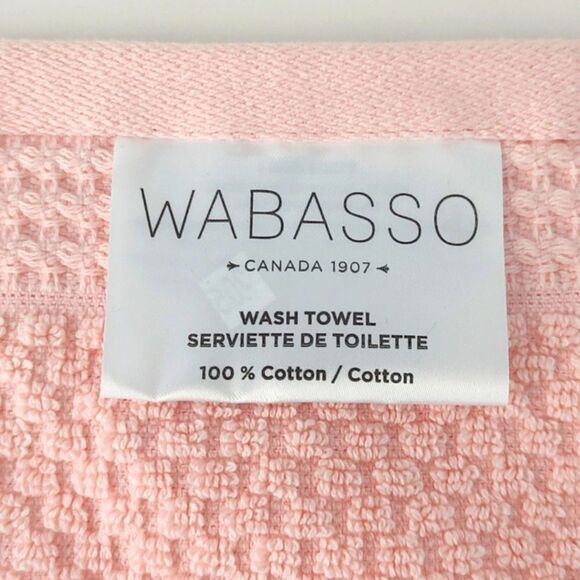 WABASSO
CANADA 1907
WASH TOWEL
SERVIETTE DE TOILETTE
100 % Cotton / Cotton